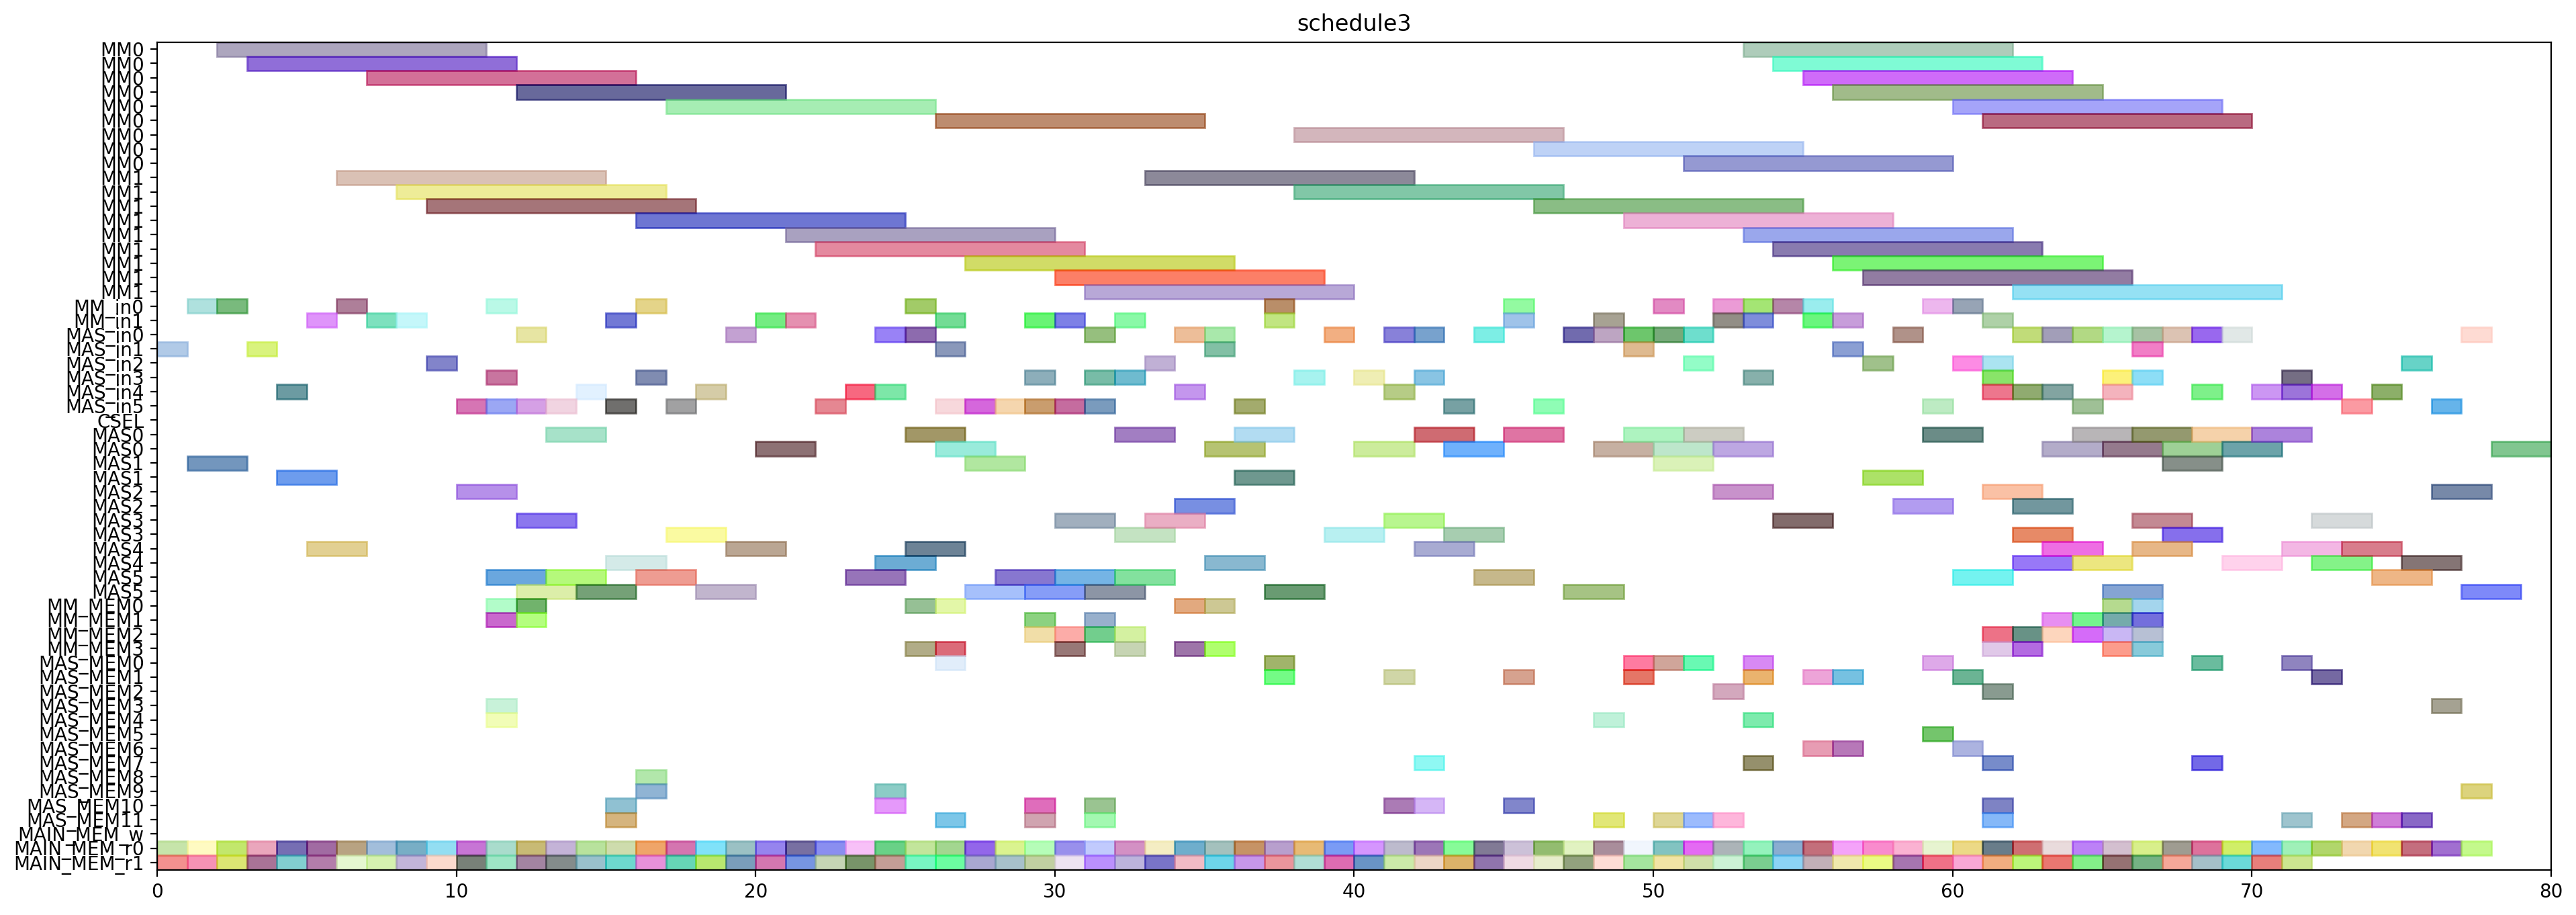 schedule3
MM0
MM0
MM0
MM0
MM0
MM0
MM0
MM0
MM0
MM1
MM1
MM1
MM1
MM1
MM1
MM1
MM1
MM1
MM_in0
MM_in1
MAS_in0
MAS_in1
MAS_in2
MAS_in3
MAS_in4
MAS_in5
CSEL
MAS0
MAS0
MAS1
MAS1
MAS2
MAS2
MAS3
MAS3
MAS4
MAS4
MAS5
MAS5
MM_MEM0
MM_MEM1
MM_MEM2
MM_MEM3
MAS_MEM0
MAS_MEM1
MAS_MEM2
MAS_MEM3
MAS_MEM4
MAS_MEM5
MAS_MEM6
MAS_MEM7
MAS_MEM8
MAS_MEM9
MAS_MEM10
MAS_MEM11
MAIN_MEM_w
MAIN_MEM_r0
MAIN_MEM_r1
0 10 20 30 40 50 60 70 80